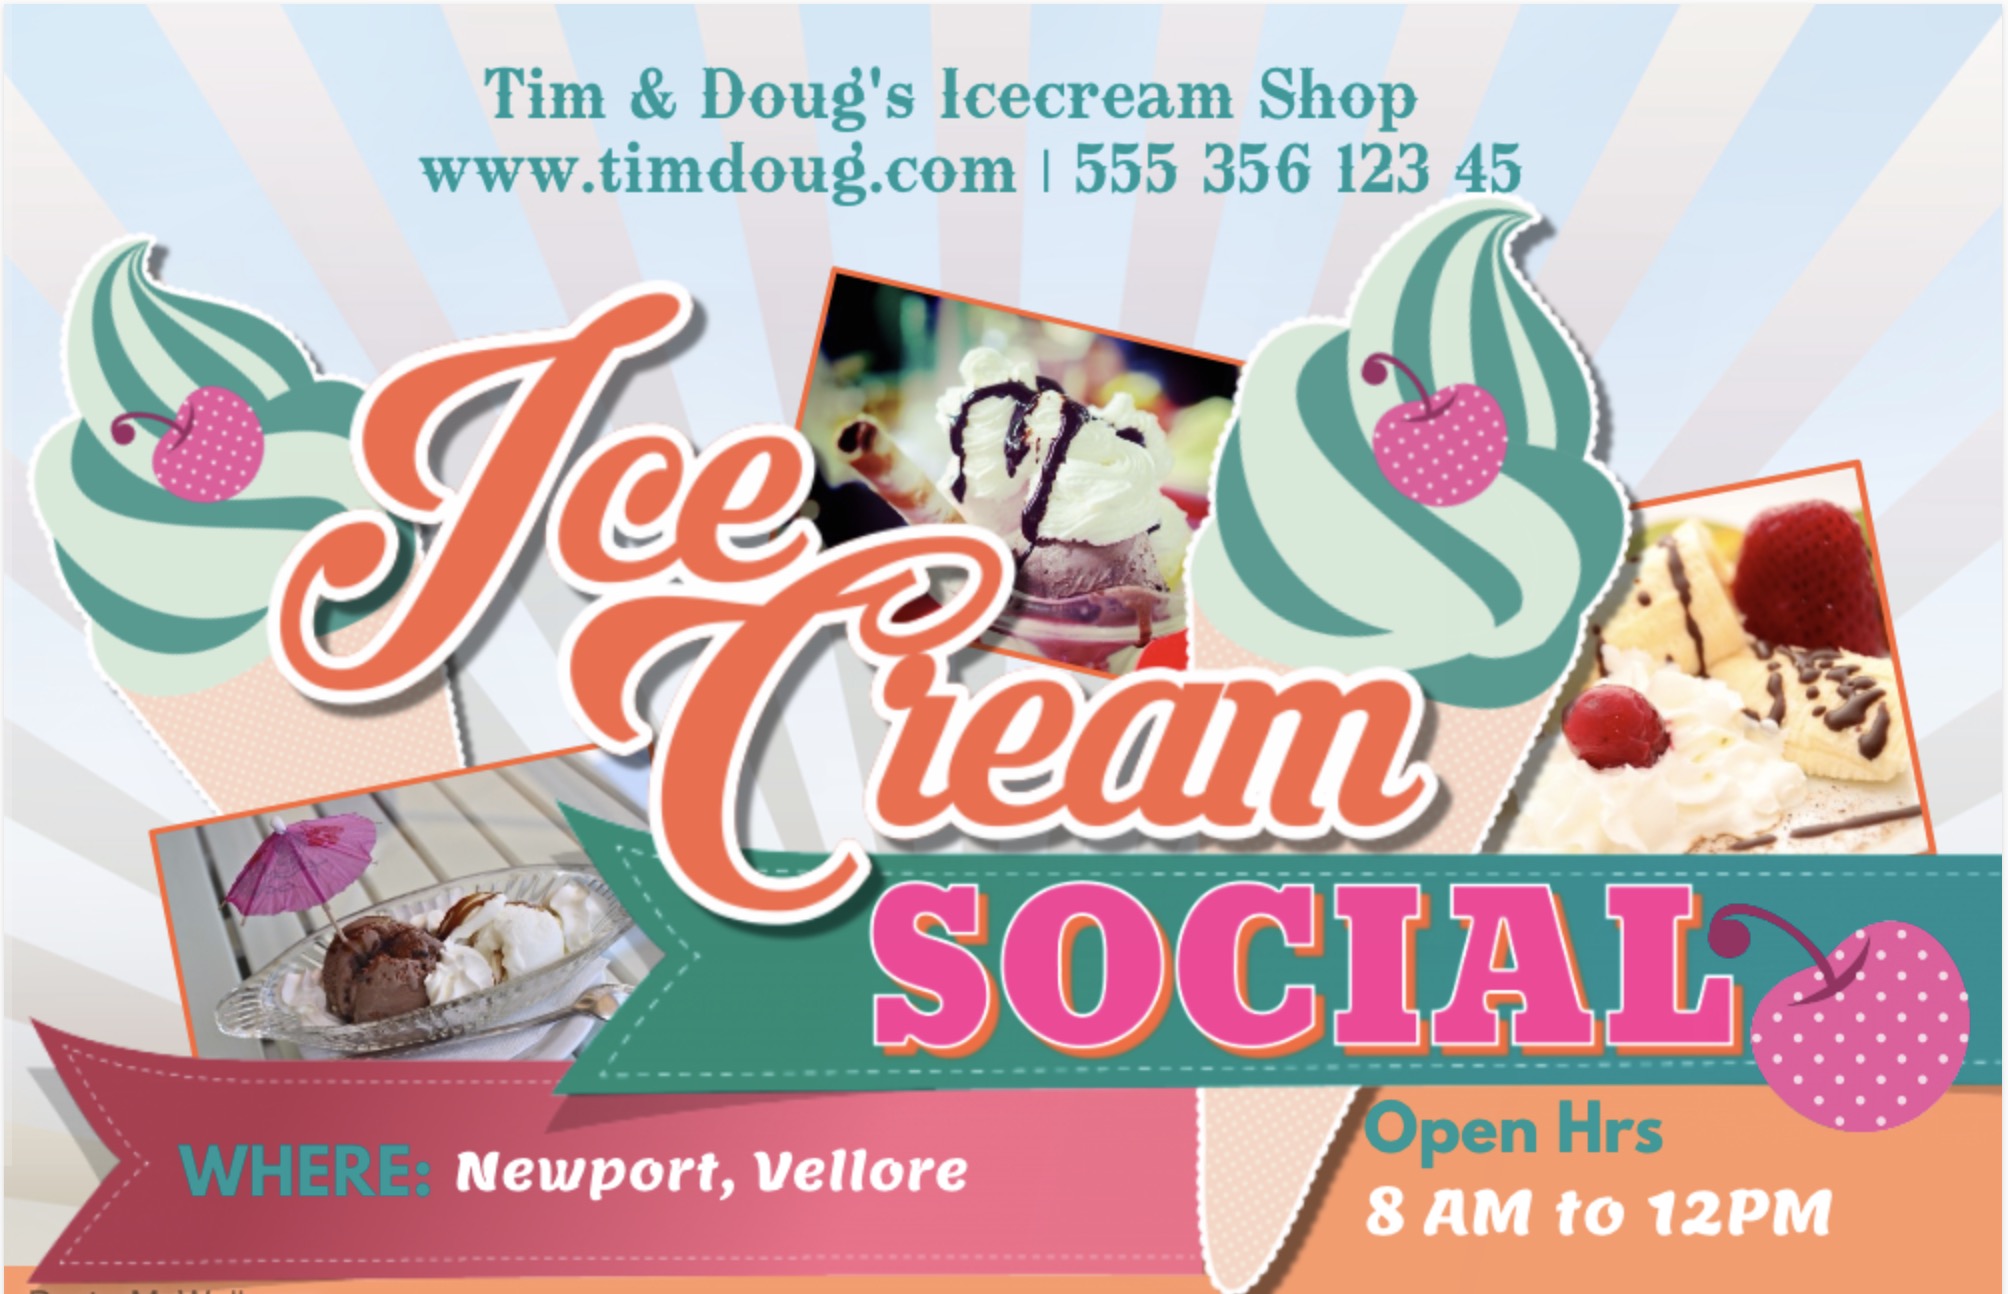 Tim & Doug's Icecream Shop
www.timdoug.com | 555 356 123 45
Ice
Cream
SOCIAL
WHERE: Newport, Vellore
Open Hrs
8 AM to 12PM